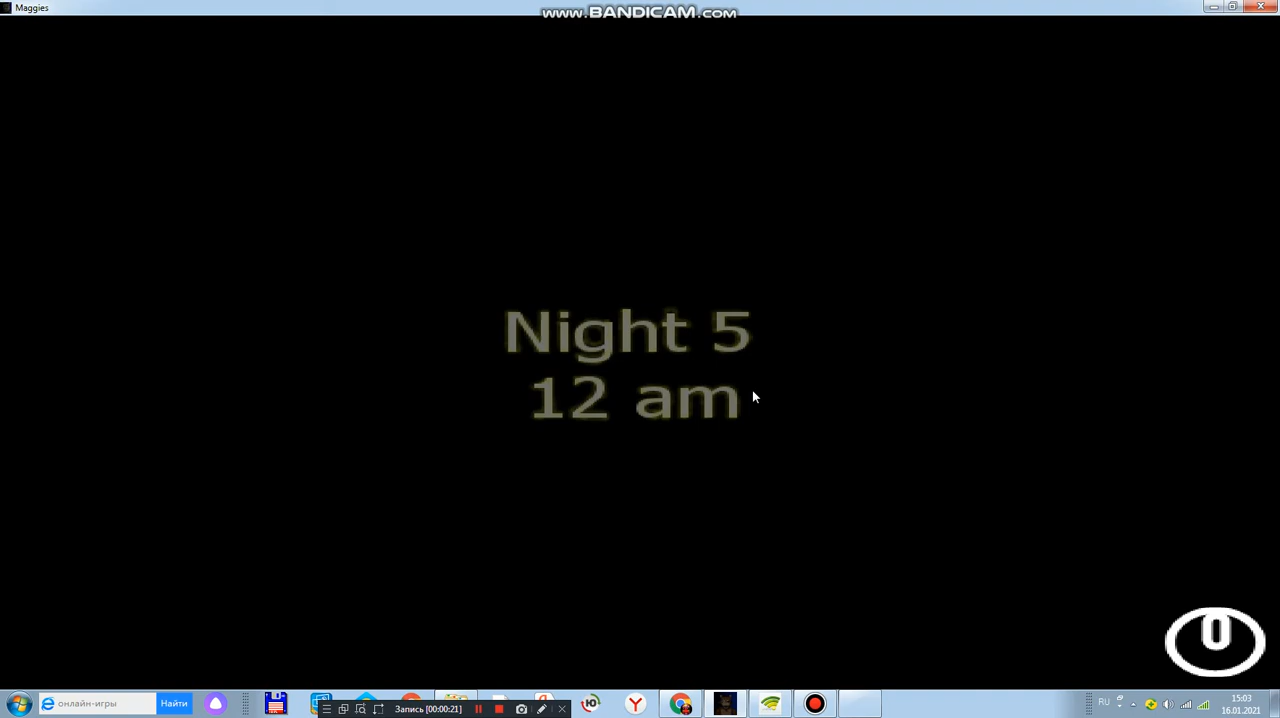 Maggies
www.BANDICAM.com
Night 5
12 am
онлайн-игры
Найти
Запись [00:00:21]
Ю
Y
RU
15:03
16.01.2021